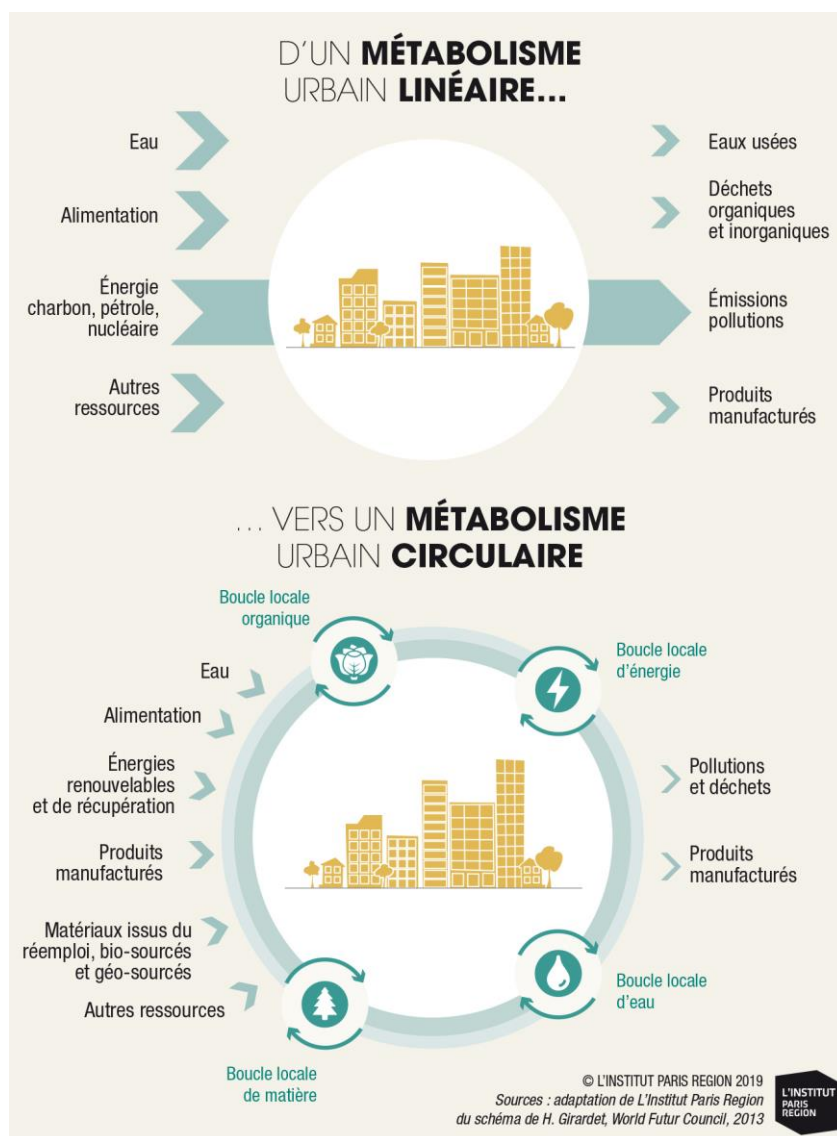 D'UN MÉTABOLISME
URBAIN LINÉAIRE...
Eau
Alimentation
Énergie
charbon, pétrole,
nucléaire
Autres
ressources
Eaux usées
Déchets
organiques
et inorganiques
Émissions
pollutions
Produits
manufacturés
... VERS UN MÉTABOLISME
URBAIN CIRCULAIRE
Boucle locale
organique
Boucle locale
d'énergie
Eau
Alimentation
Énergies
renouvelables
et de récupération
Produits
manufacturés
Matériaux issus du
réemploi, bio-sourcés
et géo-sourcés
Autres ressources
Pollutions
et déchets
Produits
manufacturés
Boucle locale
d'eau
Boucle locale
de matière
© L'INSTITUT PARIS REGION 2019
Sources : adaptation de L'Institut Paris Region
du schéma de H. Girardet, World Futur Council, 2013
L'INSTITUT
PARIS
REGION